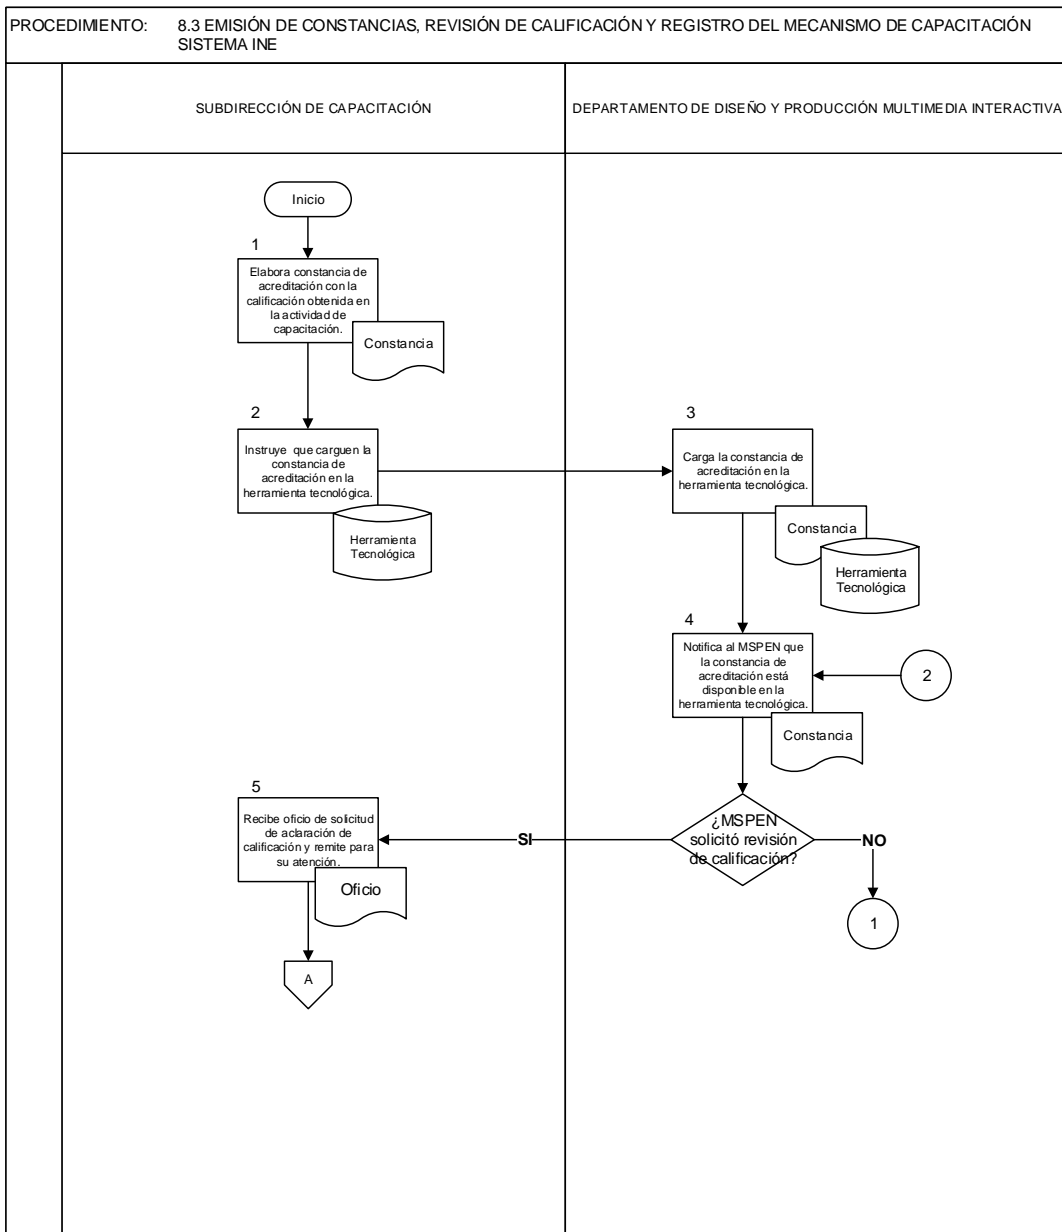 PROCEDIMIENTO: 8.3 EMISIÓN DE CONSTANCIAS, REVISIÓN DE CALIFICACIÓN Y REGISTRO DEL MECANISMO DE CAPACITACIÓN
SISTEMA INE
SUBDIRECCIÓN DE CAPACITACIÓN
DEPARTAMENTO DE DISEÑO Y PRODUCCIÓN MULTIMEDIA INTERACTIVA
Inicio
1
Elabora constancia de
acreditación con la
calificación obtenida en
la actividad de
capacitación.
Constancia
2
Instruye que carguen la
constancia de
acreditación en la
herramienta tecnológica.
Herramienta
Tecnológica
3
Carga la constancia de
acreditación en la
herramienta tecnológica.
Constancia
Herramienta
Tecnológica
4
Notifica al MSPEN que
la constancia de
acreditación está
disponible en la
herramienta tecnológica.
2
Constancia
¿MSPEN
solicitó revisión
de calificación?
SI
NO
1
5
Recibe oficio de solicitud
de aclaración de
calificación y remite para
su atención.
Oficio
A